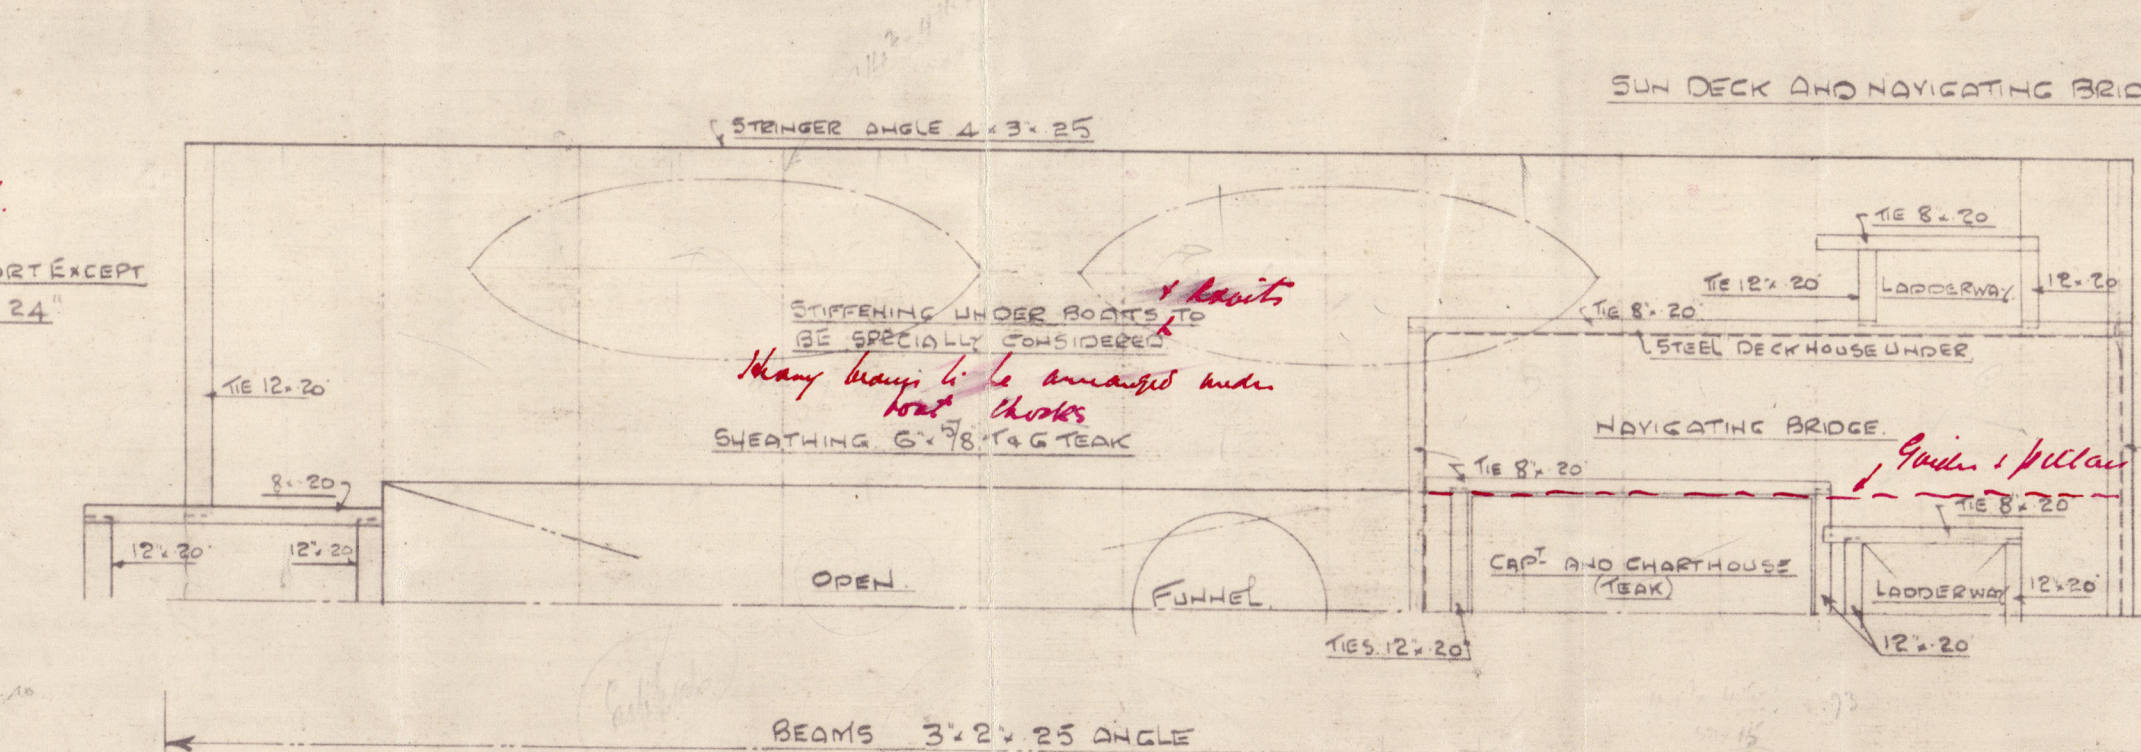 SUN DECK AND NAVIGATING BRID
STRINGER ANGLE 4 × 3 × .25
TIE 8" × .20
ORT EXCEPT
24"
TIE 12" × .20"
LADDERWAY
12 × .20
& Davits
STIFFENING UNDER BOATS TO
BE SPECIALLY CONSIDERED
TIE 8" × .20"
STEEL DECKHOUSE UNDER
Heavy beams to be arranged under
boat chocks
TIE 12" × .20"
SHEATHING 6" × 5/8" T & G TEAK
NAVIGATING BRIDGE.
Girder & pillars
TIE 8" × .20"
8" × .20
TIE 8" × .20
12" × .20"
12" × .20
OPEN.
FUNNEL.
CAPT AND CHARTHOUSE
(TEAK)
LADDERWAY
12" × .20"
TIES. 12" × .20"
12" × .20
BEAMS 3" × 2" × .25 ANGLE